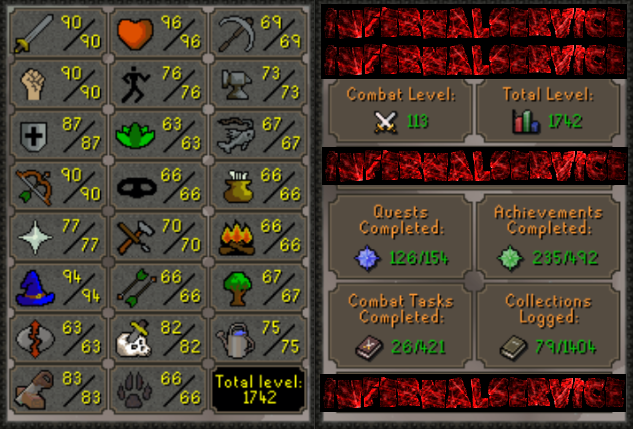 90/90 96/96 69/69
90/90 76/76 73/73
87/87 63/63 67/67
90/90 66/66 66/66
77/77 70/70 66/66
94/94 66/66 67/67
63/63 82/82 75/75
83/83 66/66 Total level:
1742
INFERNALSERVICE
INFERNALSERVICE
Combat Level: Total Level:
113 1742
INFERNALSERVICE
Quests Achievements
Completed: Completed:
126/154 235/492
Combat Tasks Collections
Completed: Logged:
26/421 79/1404
INFERNALSERVICE